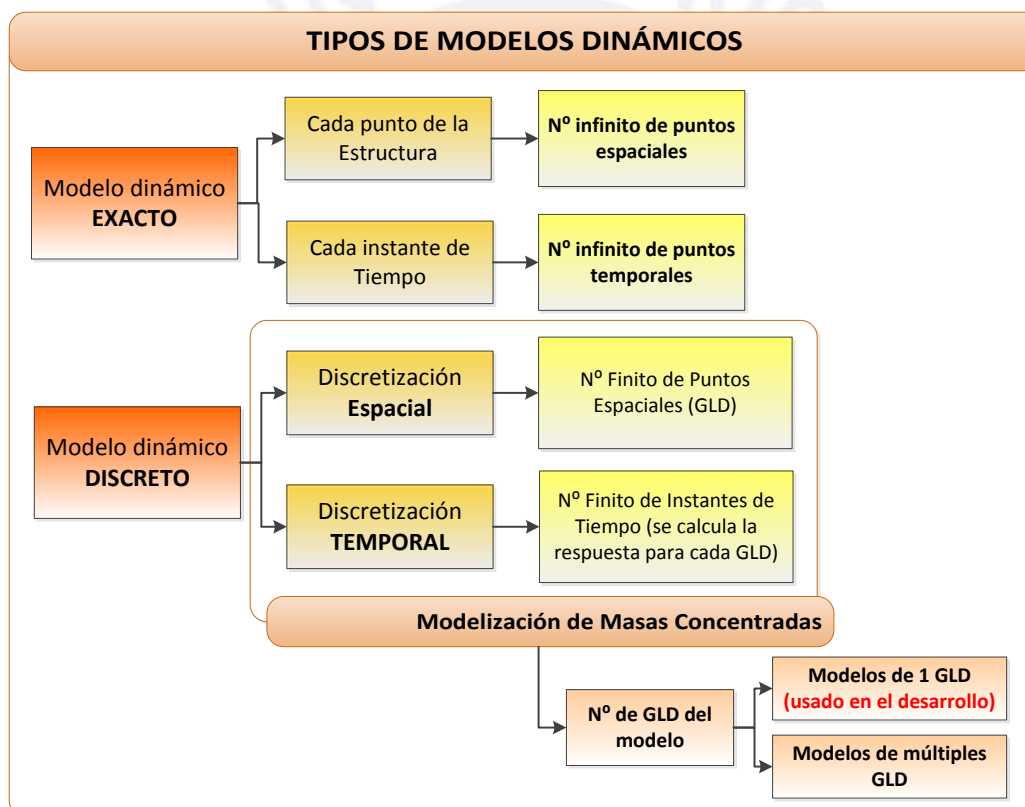 TIPOS DE MODELOS DINÁMICOS
Cada punto de la
Estructura
Nº infinito de puntos
espaciales
Modelo dinámico
EXACTO
Cada instante de
Tiempo
Nº infinito de puntos
temporales
Discretización
Espacial
Nº Finito de Puntos
Espaciales (GLD)
Modelo dinámico
DISCRETO
Discretización
TEMPORAL
Nº Finito de Instantes de
Tiempo (se calcula la
respuesta para cada GLD)
Modelización de Masas Concentradas
Nº de GLD del
modelo
Modelos de 1 GLD
(usado en el desarrollo)
Modelos de múltiples
GLD